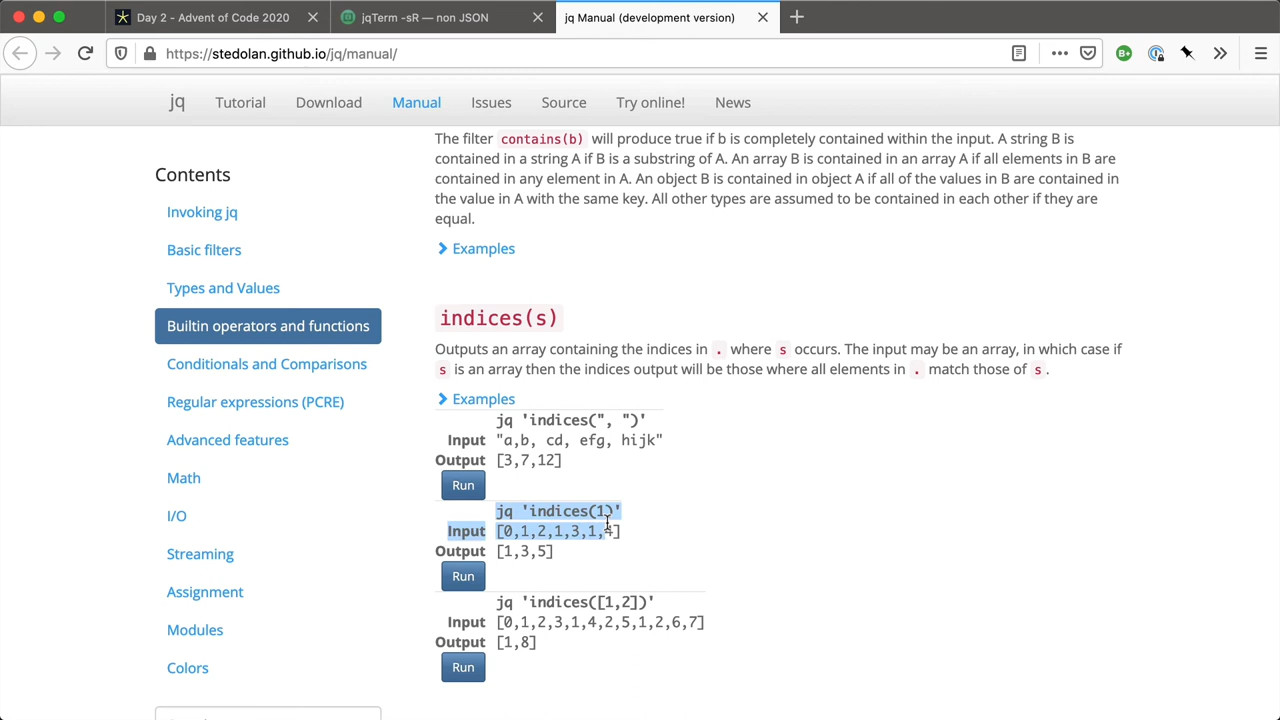 Day 2 - Advent of Code 2020
jqTerm -sR — non JSON
jq Manual (development version)
https://stedolan.github.io/jq/manual/
jq
Tutorial
Download
Manual
Issues
Source
Try online!
News
The filter contains(b) will produce true if b is completely contained within the input. A string B is
contained in a string A if B is a substring of A. An array B is contained in an array A if all elements in B are
contained in any element in A. An object B is contained in object A if all of the values in B are contained in
the value in A with the same key. All other types are assumed to be contained in each other if they are
equal.
Examples
Contents
Invoking jq
Basic filters
Types and Values
Builtin operators and functions
Conditionals and Comparisons
Regular expressions (PCRE)
Advanced features
Math
I/O
Streaming
Assignment
Modules
Colors
indices(s)
Outputs an array containing the indices in . where s occurs. The input may be an array, in which case if
s is an array then the indices output will be those where all elements in . match those of s.
Examples
jq 'indices(", ")'
Input "a,b, cd, efg, hijk"
Output [3,7,12]
Run
jq 'indices(1)'
Input [0,1,2,1,3,1,4]
Output [1,3,5]
Run
jq 'indices([1,2])'
Input [0,1,2,3,1,4,2,5,1,2,6,7]
Output [1,8]
Run